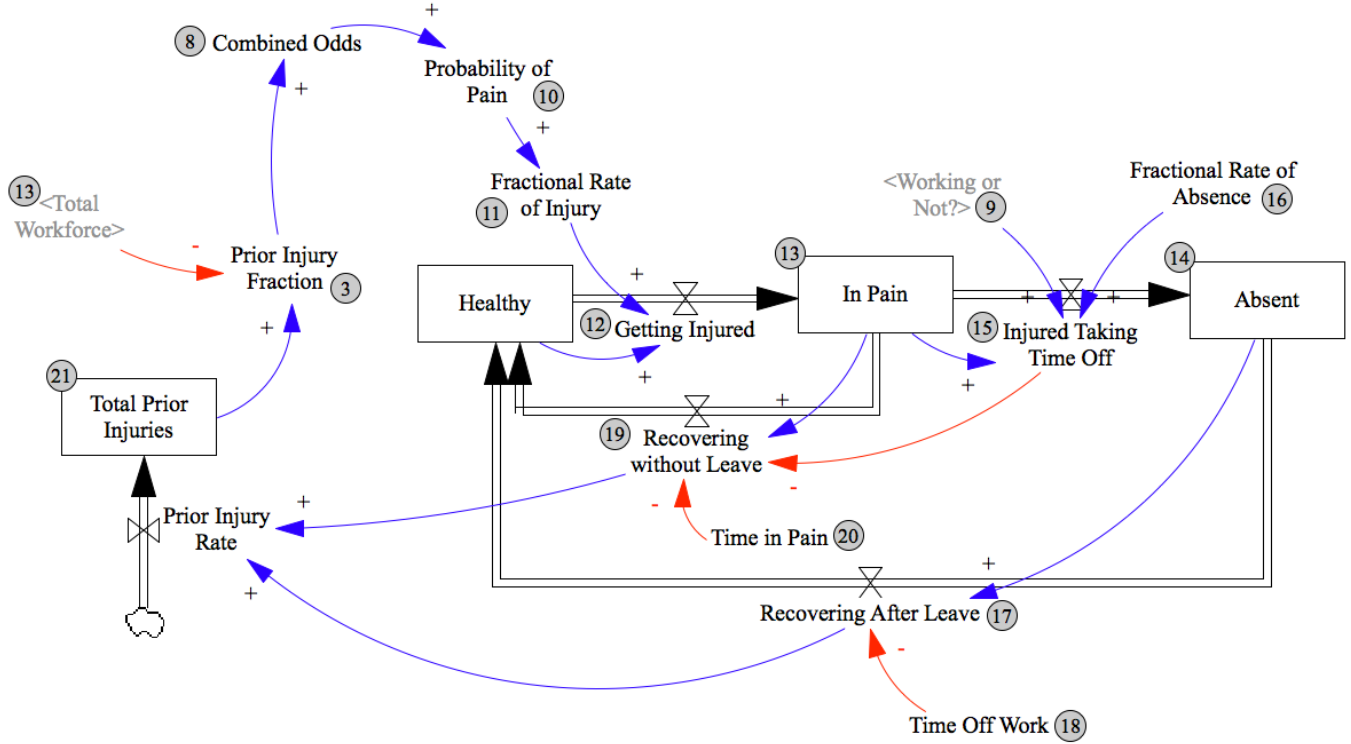 +
8 Combined Odds
+
Probability of
Pain 10
+
13 <Total
Workforce>
-
Fractional Rate
11 of Injury
<Working or
Not?> 9
Fractional Rate of
Absence 16
Prior Injury
Fraction 3
+
+
Healthy
12 Getting Injured
+
13
In Pain
+
+
15 Injured Taking
Time Off
+
14
Absent
21
Total Prior
Injuries
+
19 Recovering
without Leave
-
-
Time in Pain 20
+
Prior Injury
Rate
+
+
Recovering After Leave 17
-
Time Off Work 18